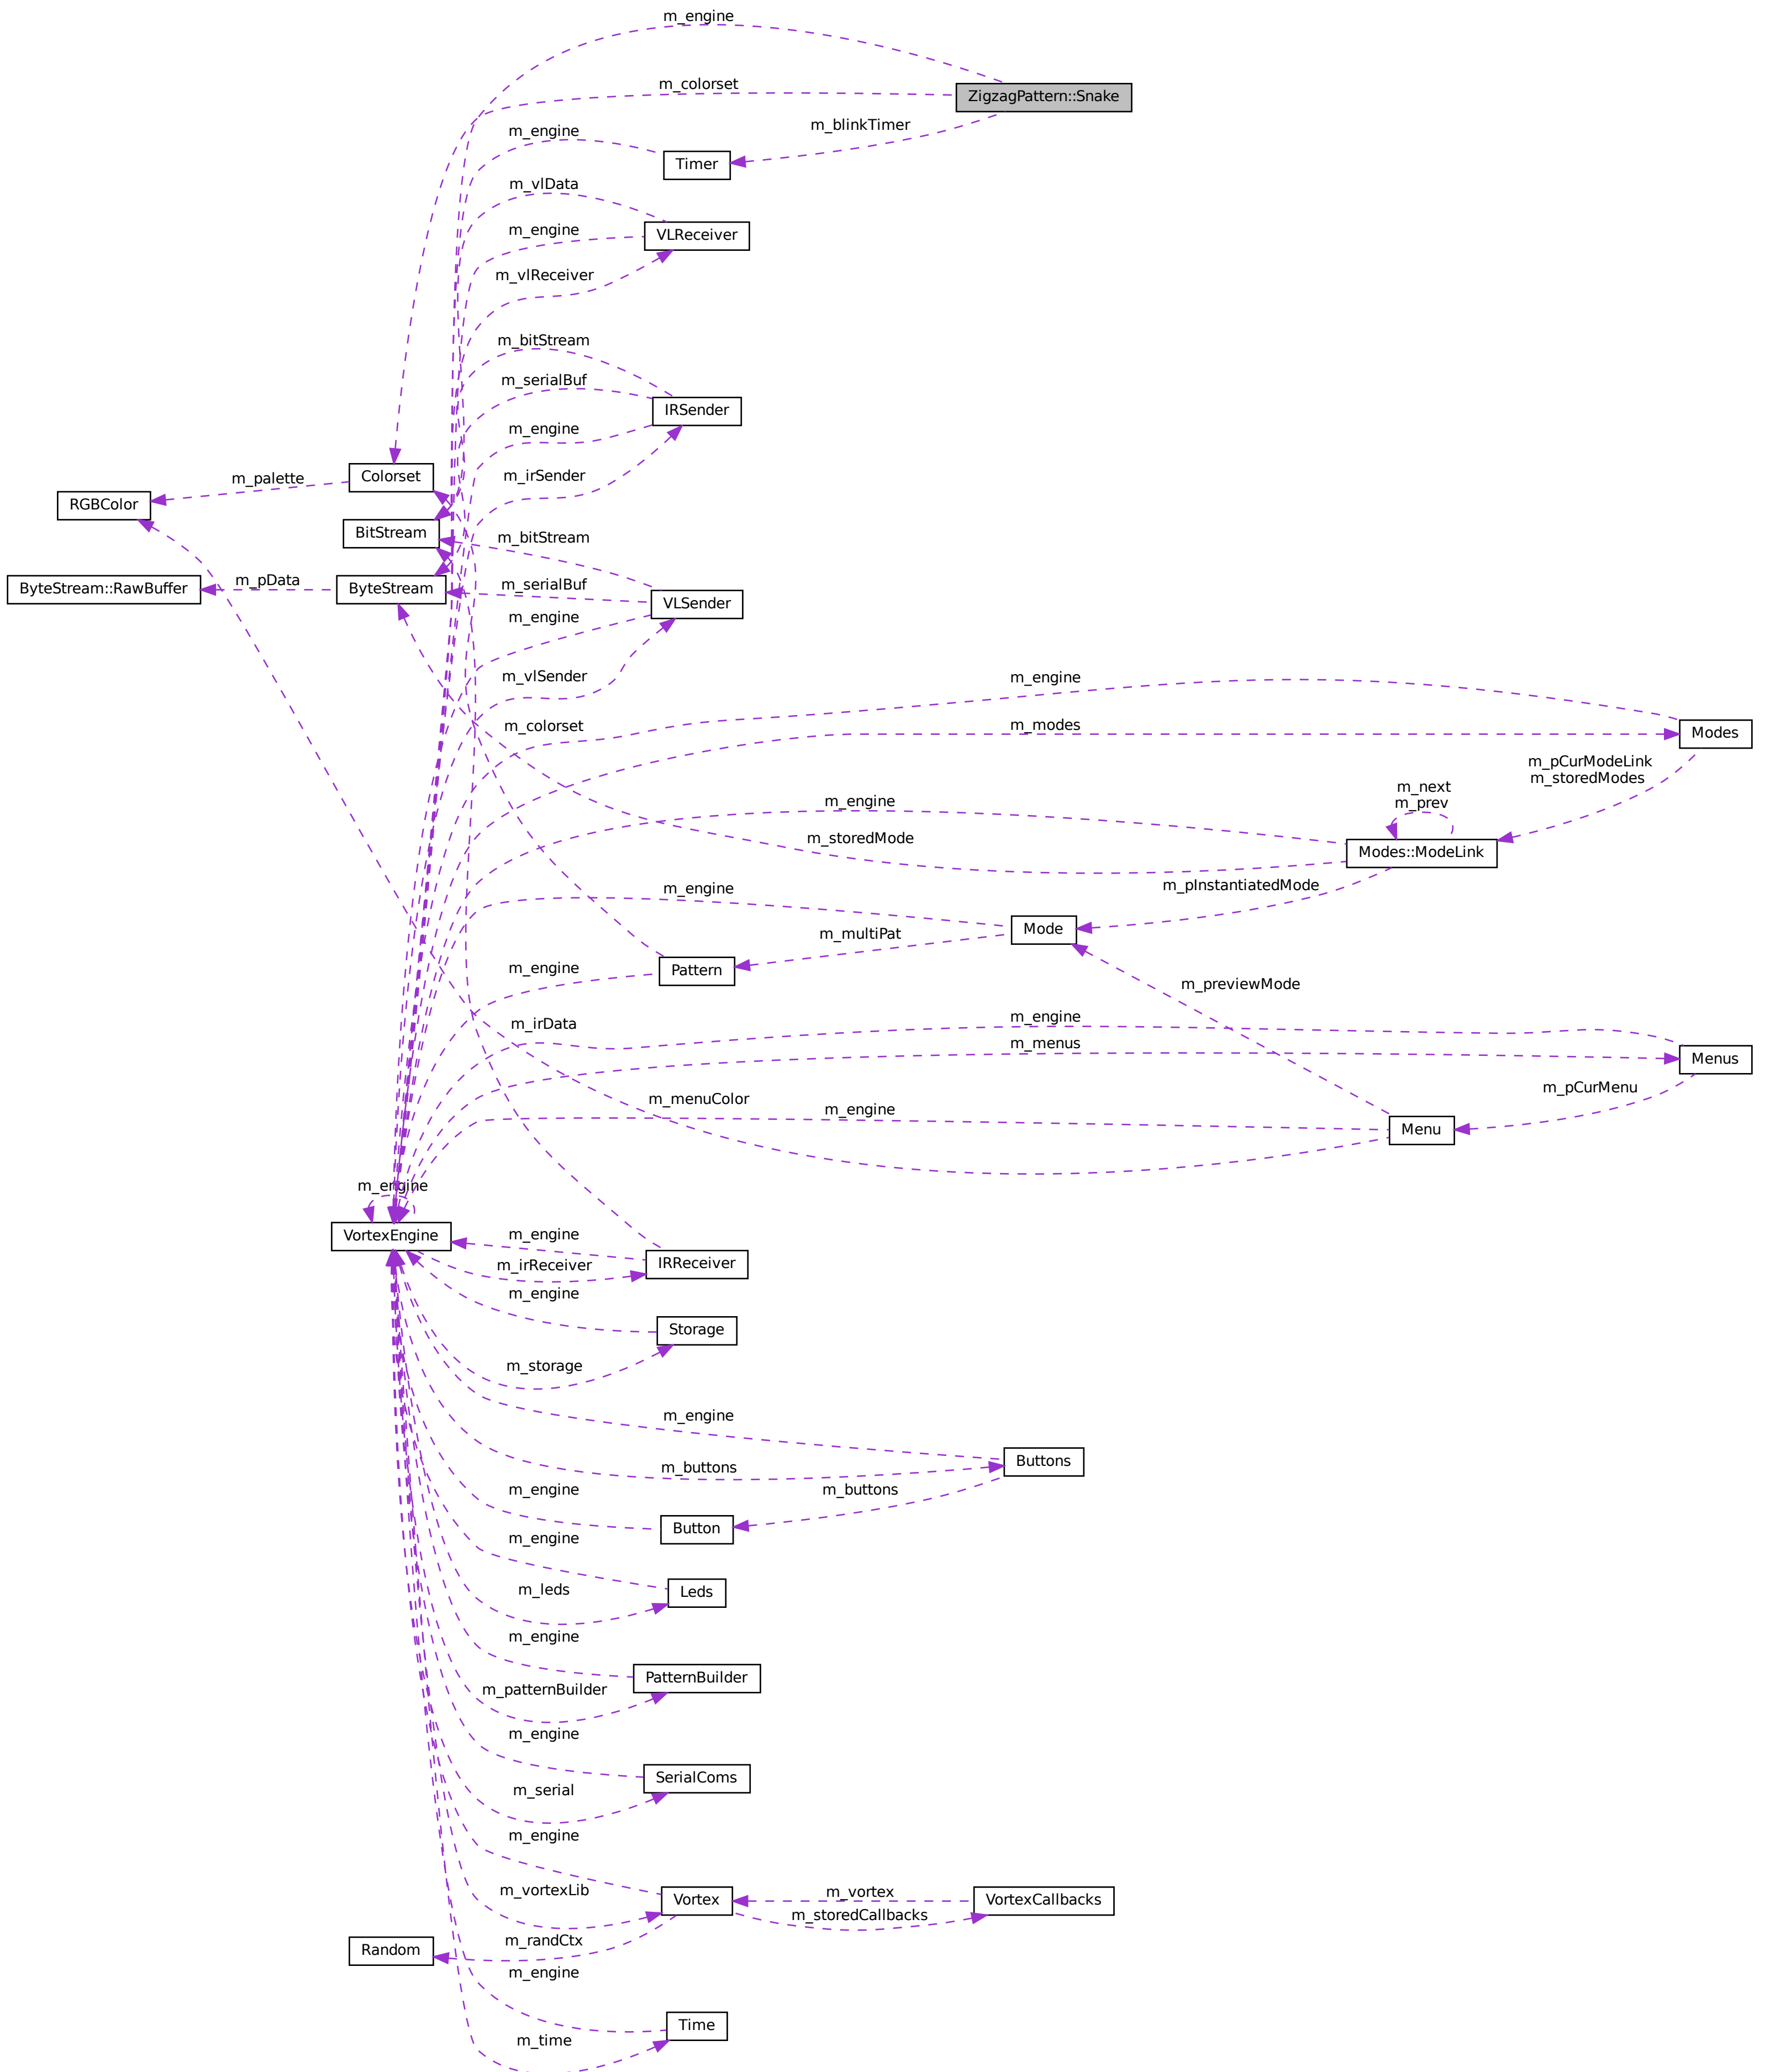 m_engine
m_colorset
ZigzagPattern::Snake
m_blinkTimer
m_engine
Timer
m_vlData
m_engine
VLReceiver
m_vlReceiver
m_bitStream
m_serialBuf
IRSender
m_engine
m_irSender
Colorset
m_palette
RGBColor
BitStream
m_bitStream
m_pData
ByteStream::RawBuffer
ByteStream
m_serialBuf
VLSender
m_engine
m_vlSender
m_engine
m_colorset
m_modes
Modes
m_pCurModeLink
m_storedModes
m_next
m_prev
m_engine
m_storedMode
Modes::ModeLink
m_engine
m_pInstantiatedMode
Mode
m_multiPat
m_engine
Pattern
m_previewMode
m_irData
m_engine
m_menus
Menus
m_pCurMenu
m_menuColor
m_engine
Menu
m_engine
VortexEngine
m_engine
m_irReceiver
IRReceiver
m_engine
Storage
m_storage
m_engine
Buttons
m_buttons
m_engine
m_buttons
Button
m_engine
m_leds
Leds
m_engine
PatternBuilder
m_patternBuilder
m_engine
SerialComs
m_serial
m_engine
m_vortexLib
Vortex
m_vortex
m_storedCallbacks
VortexCallbacks
m_randCtx
Random
m_engine
Time
m_time